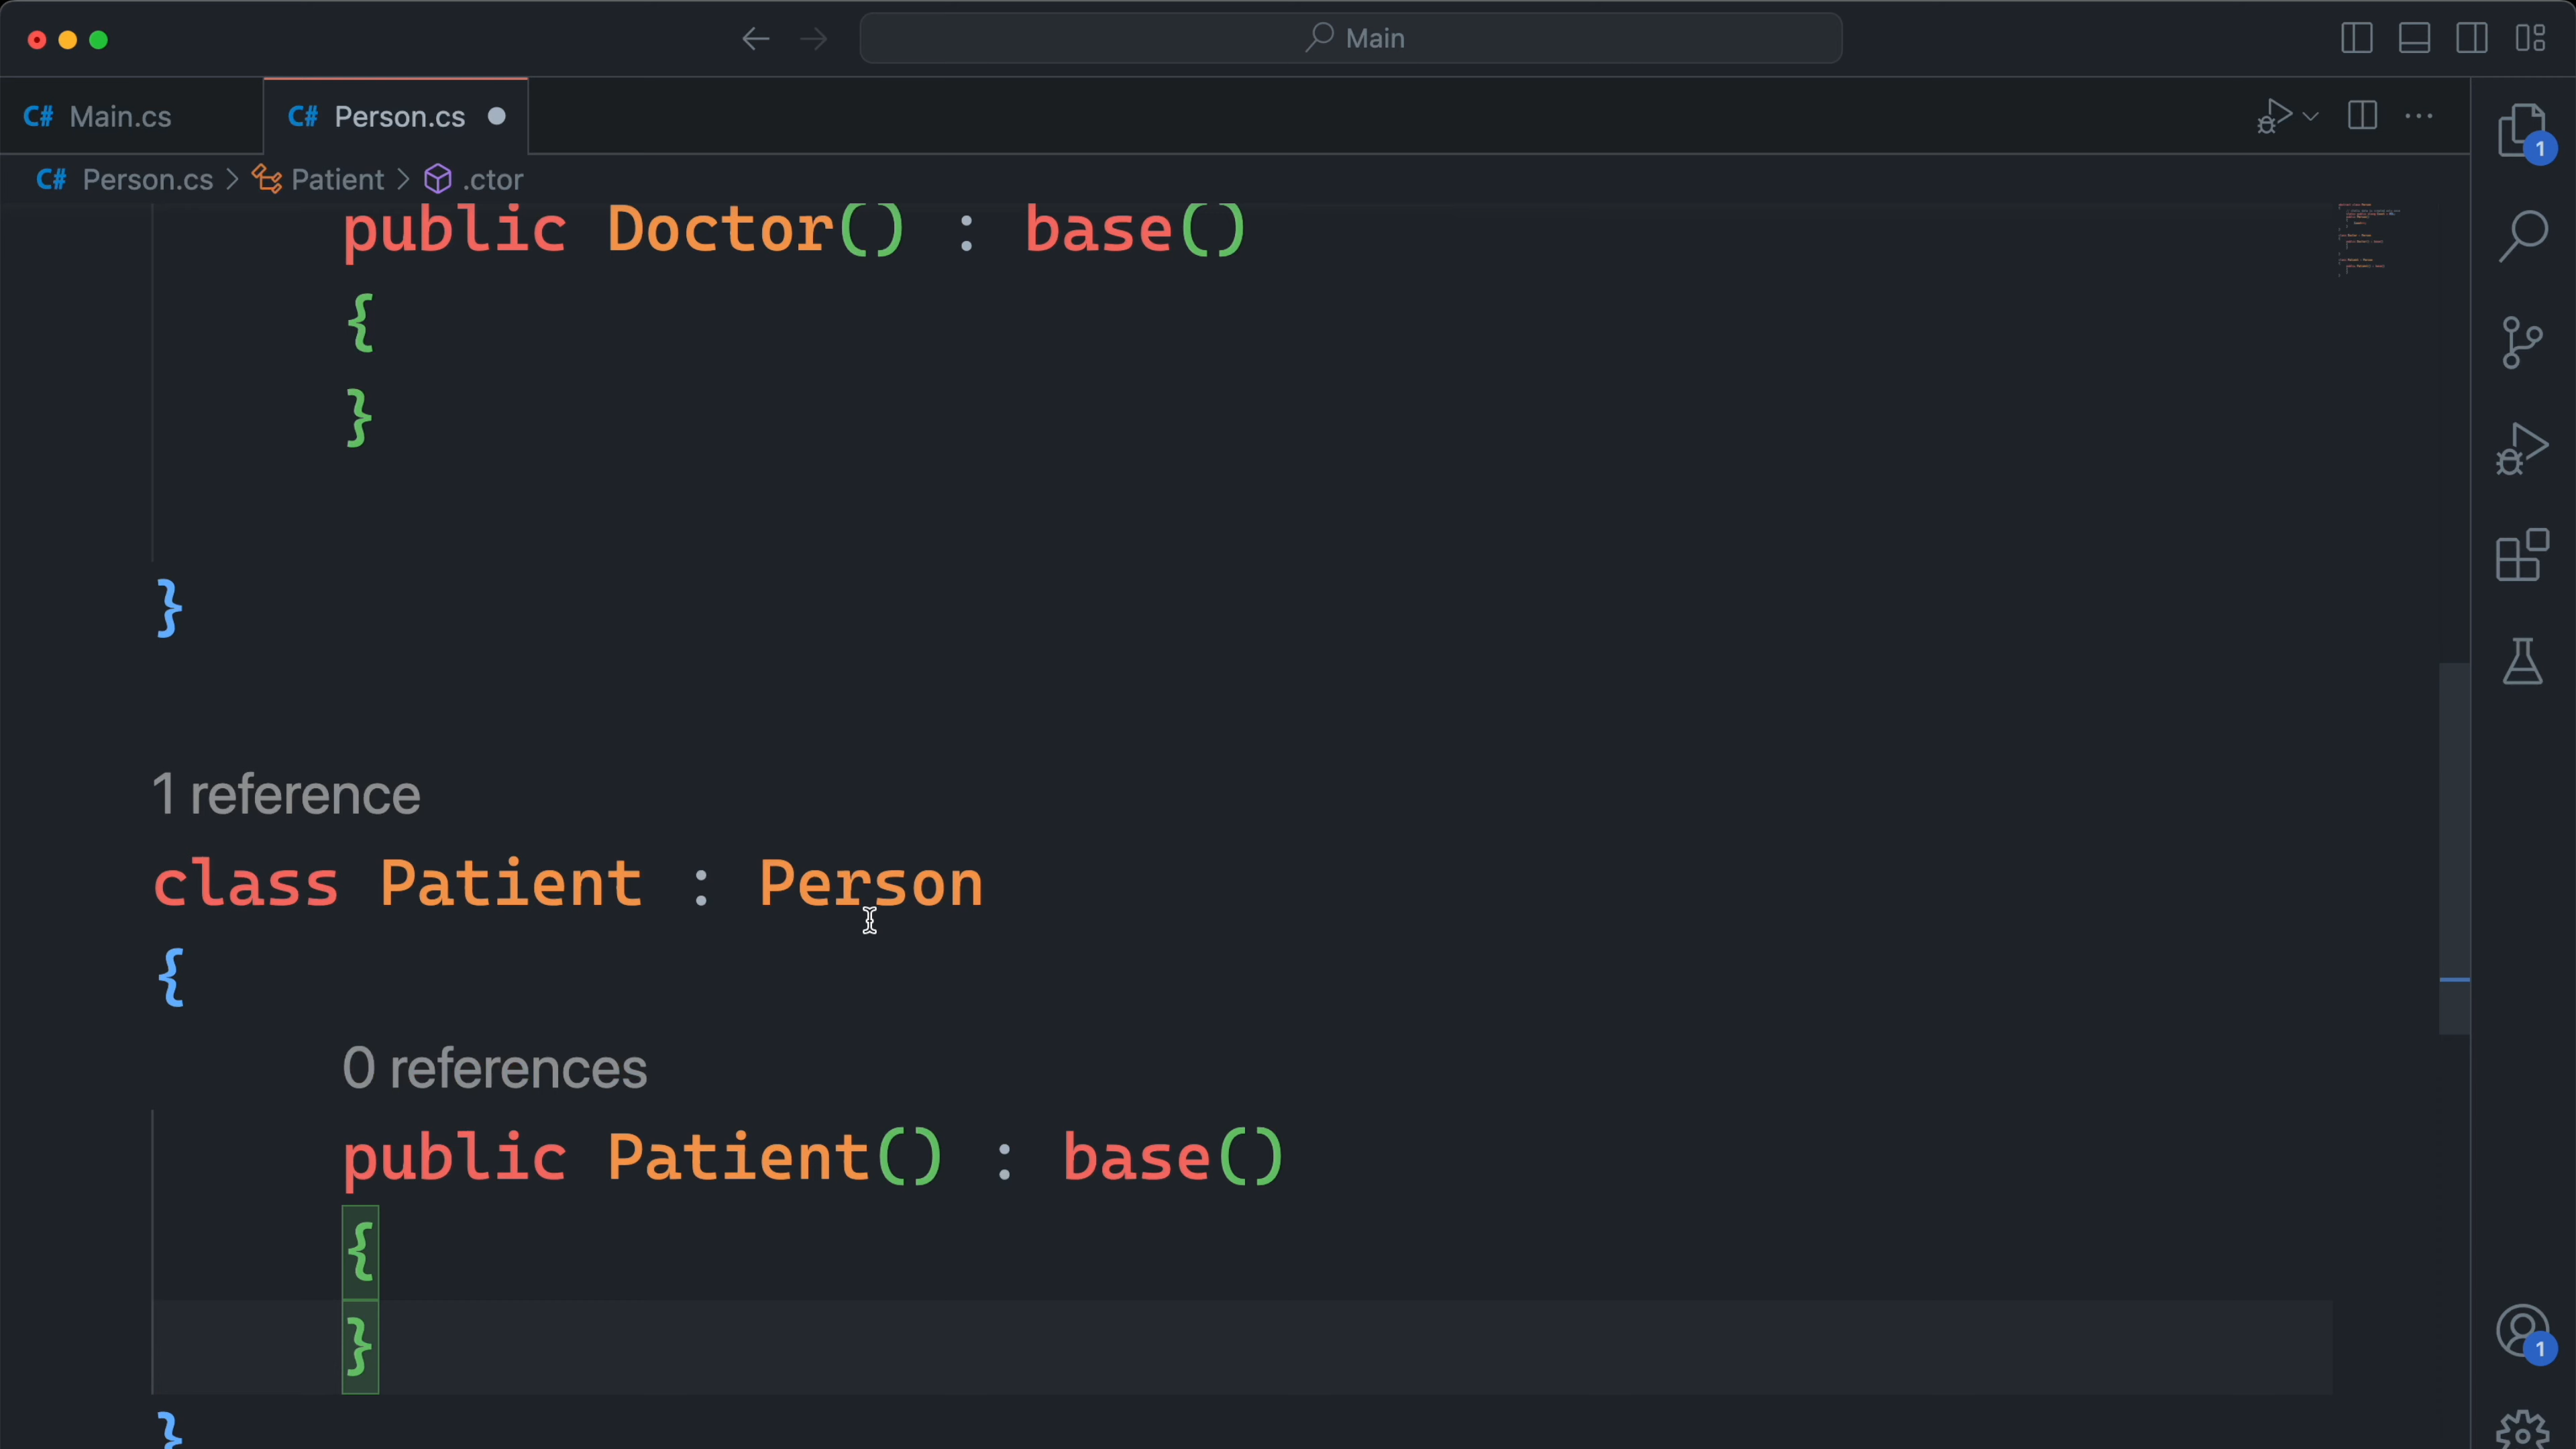 Main
C# Main.cs
C# Person.cs
C# Person.cs > Patient > .ctor
public Doctor() : base()
{
}
}
1 reference
class Patient : Person
{
0 references
public Patient() : base()
{
}
}
1
1